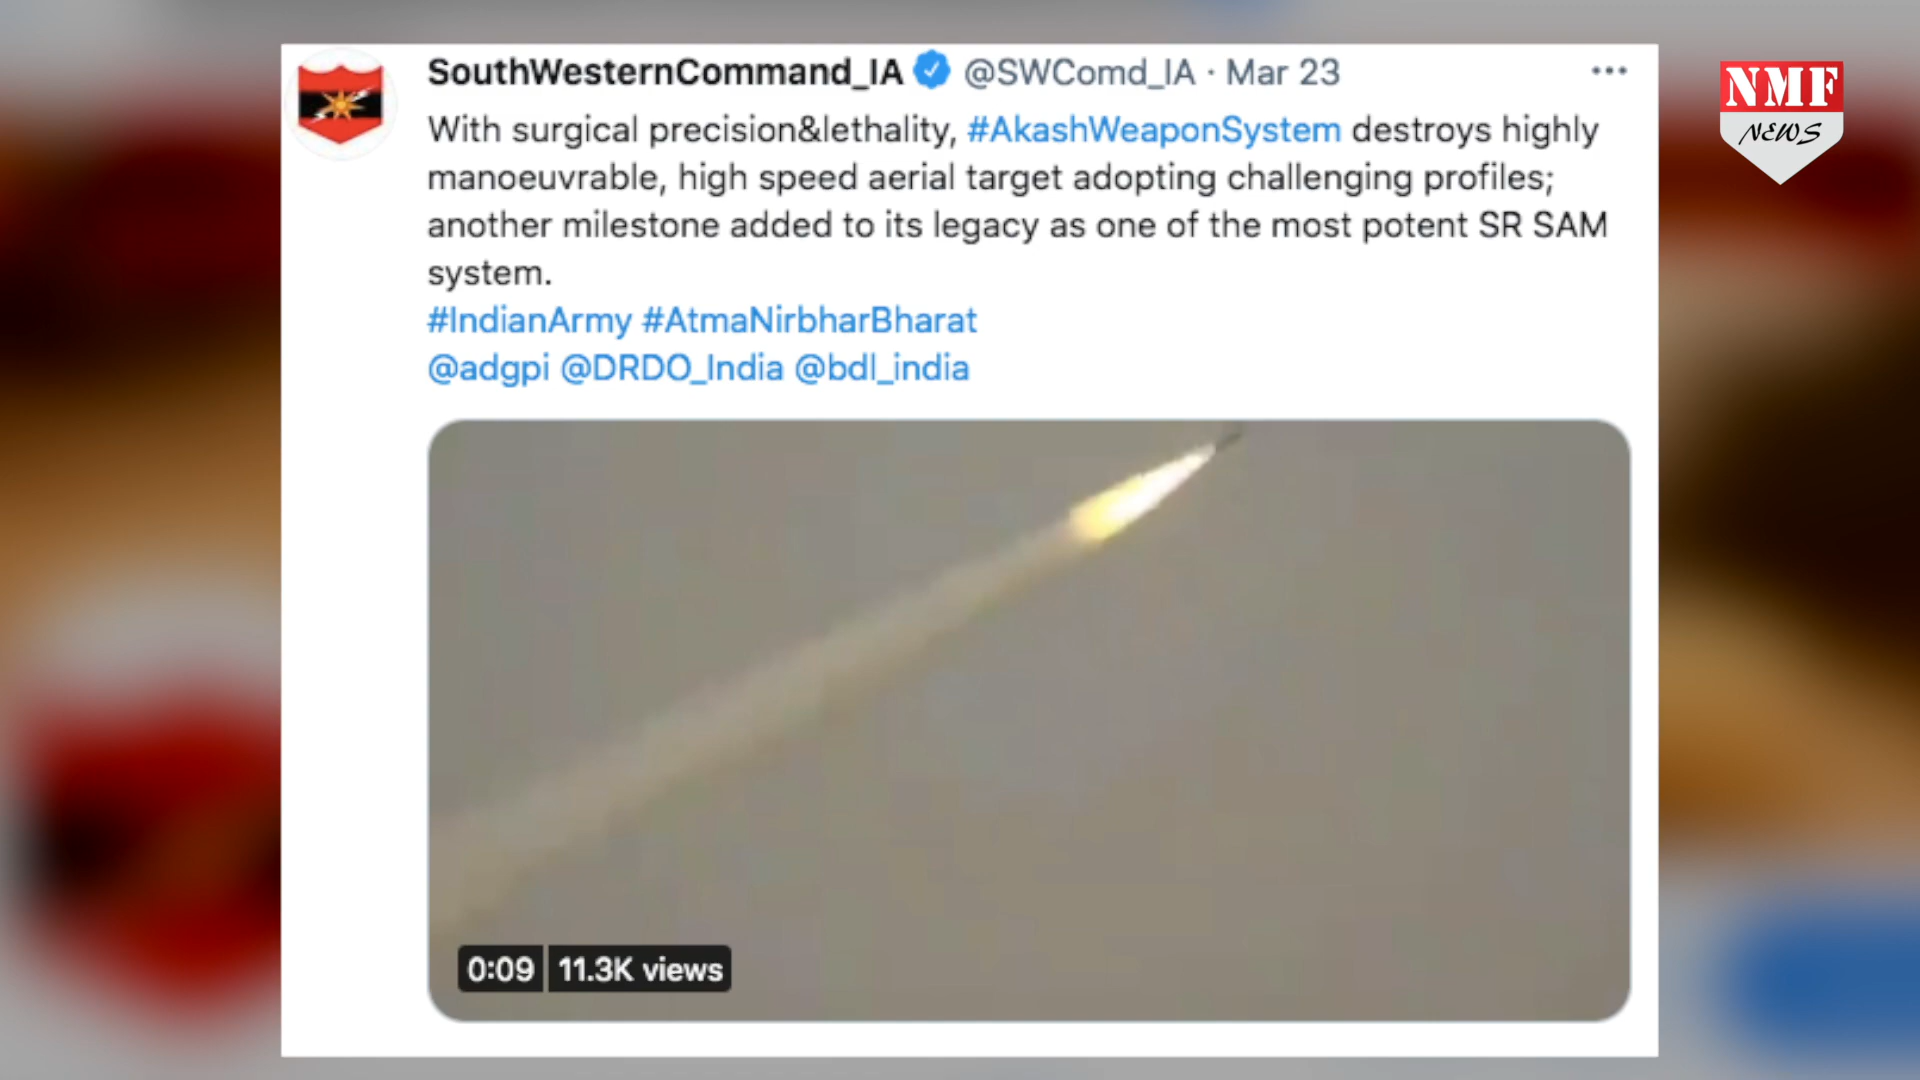 SouthWesternCommand_IA @SWComd_IA · Mar 23
With surgical precision&lethality, #AkashWeaponSystem destroys highly
manoeuvrable, high speed aerial target adopting challenging profiles;
another milestone added to its legacy as one of the most potent SR SAM
system.
#IndianArmy #AtmaNirbharBharat
@adgpi @DRDO_India @bdl_india
0:09 11.3K views
NMF
NEWS